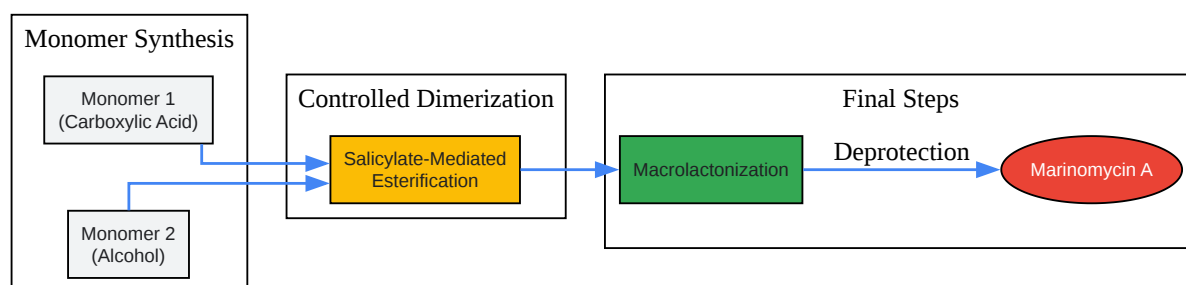 Monomer Synthesis
Monomer 1
(Carboxylic Acid)
Monomer 2
(Alcohol)
Controlled Dimerization
Salicylate-Mediated
Esterification
Final Steps
Macrolactonization
Deprotection
Marinomycin A